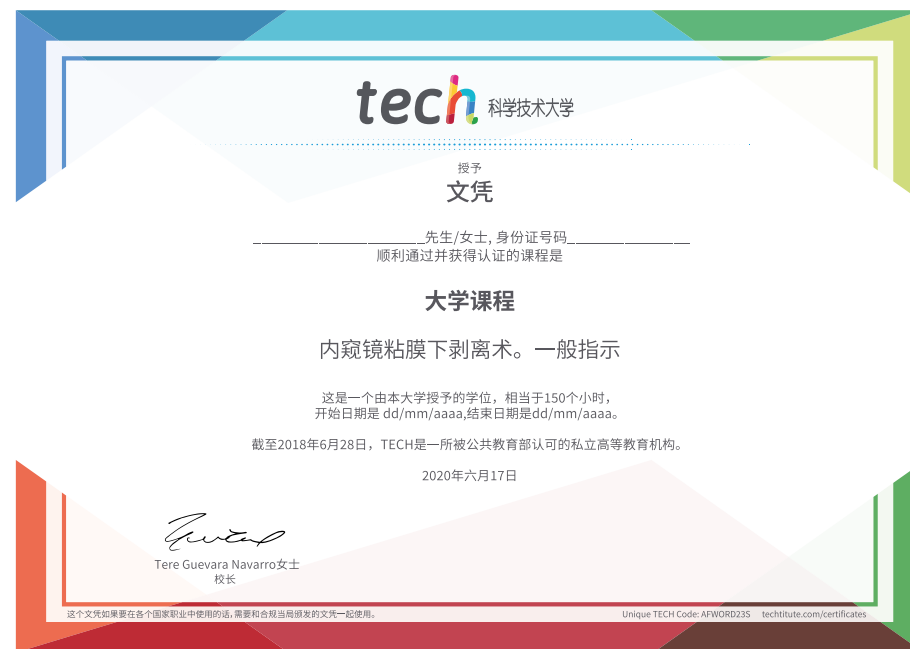 tech 科学技术大学
授予
文凭
________________________先生/女士, 身份证号码_________________
顺利通过并获得认证的课程是
大学课程
内窥镜粘膜下剥离术。一般指示
这是一个由本大学授予的学位，相当于150个小时，
开始日期是 dd/mm/aaaa,结束日期是dd/mm/aaaa。
截至2018年6月28日，TECH是一所被公共教育部认可的私立高等教育机构。
2020年六月17日
Tere Guevara Navarro女士
校长
这个文凭如果要在各个国家职业中使用的话,需要和合规当局颁发的文凭一起使用。
Unique TECH Code: AFWORD23S techtitute.com/certificates